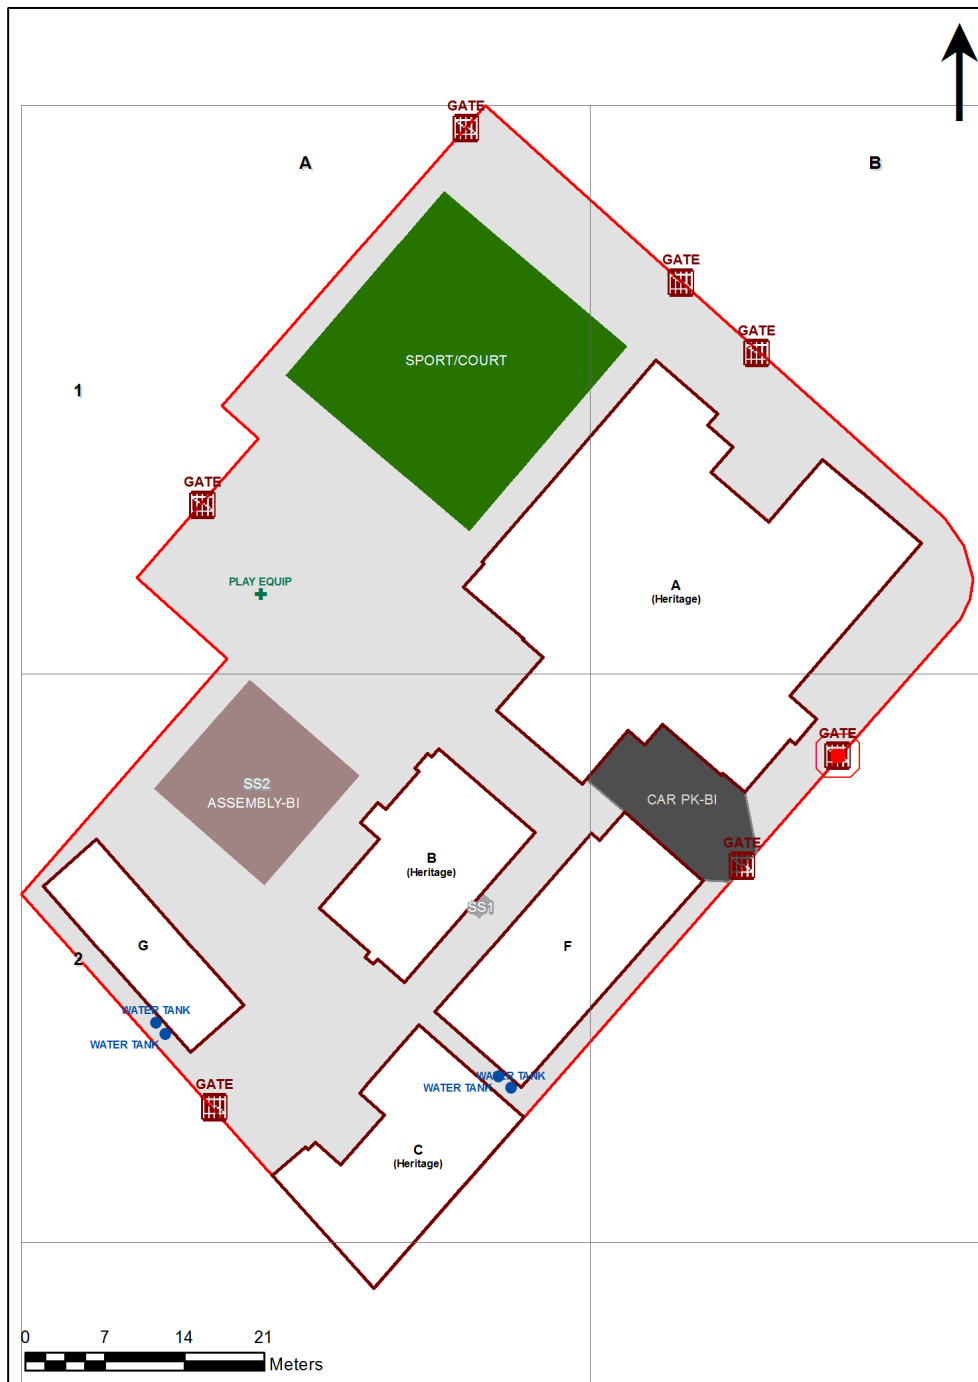 GATE
A
B
GATE
GATE
SPORT/COURT
1
GATE
PLAY EQUIP
A
(Heritage)
GATE
SS2
ASSEMBLY-BI
CAR PK-BI
GATE
B
(Heritage)
SS1
G
F
2
WATER TANK
WATER TANK
WATER TANK
WATER TANK
GATE
C
(Heritage)
0 7 14 21
Meters